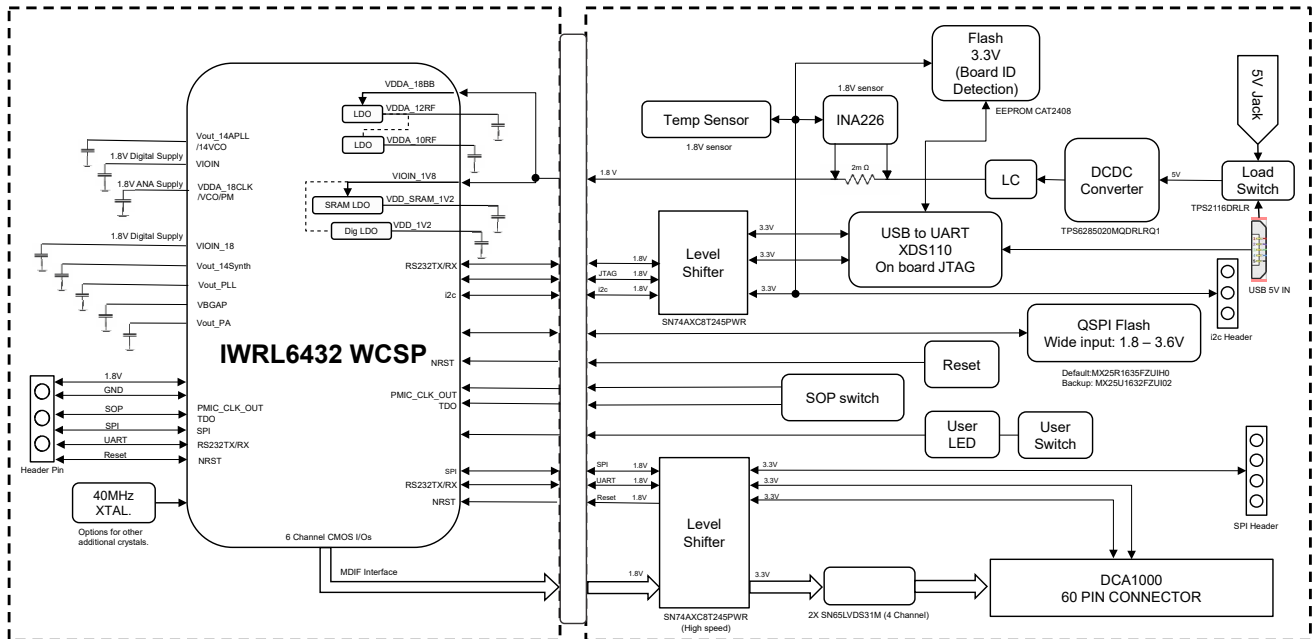 VDDA_18BB
LDO
VDDA_12RF
LDO
VDDA_10RF
Vout_14APLL
/14VCO
1.8V Digital Supply
VIOIN
1.8V ANA Supply
VDDA_18CLK
/VCO/PM
VIOIN_1V8
SRAM LDO
VDD_SRAM_1V2
Dig LDO
VDD_1V2
1.8V Digital Supply
VIOIN_18
Vout_14Synth
Vout_PLL
VBGAP
Vout_PA
RS232TX/RX
i2c
IWRL6432 WCSP
NRST
PMIC_CLK_OUT
TDO
1.8V
GND
SOP
SPI
UART
Reset
Header Pin
PMIC_CLK_OUT
TDO
SPI
RS232TX/RX
NRST
SPI
RS232TX/RX
NRST
40MHz
XTAL.
Options for other
additional crystals.
6 Channel CMOS I/Os
MDIF Interface
Flash
3.3V
(Board ID
Detection)
EEPROM CAT2408
Temp Sensor
1.8V sensor
1.8V sensor
INA226
1.8 V
2m Ω
LC
DCDC
Converter
TPS6285020MQDRLRQ1
5V
5V Jack
Load
Switch
TPS2116DRLR
USB 5V IN
1.8V
JTAG 1.8V
i2c 1.8V
Level
Shifter
SN74AXC8T245PWR
3.3V
3.3V
3.3V
USB to UART
XDS110
On board JTAG
i2c Header
QSPI Flash
Wide input: 1.8 – 3.6V
Default:MX25R1635FZUIH0
Backup: MX25U1632FZUI02
Reset
SOP switch
User
LED
User
Switch
SPI 1.8V
UART 1.8V
Reset 1.8V
Level
Shifter
3.3V
3.3V
3.3V
SPI Header
1.8V
3.3V
SN74AXC8T245PWR
(High speed)
2X SN65LVDS31M (4 Channel)
DCA1000
60 PIN CONNECTOR